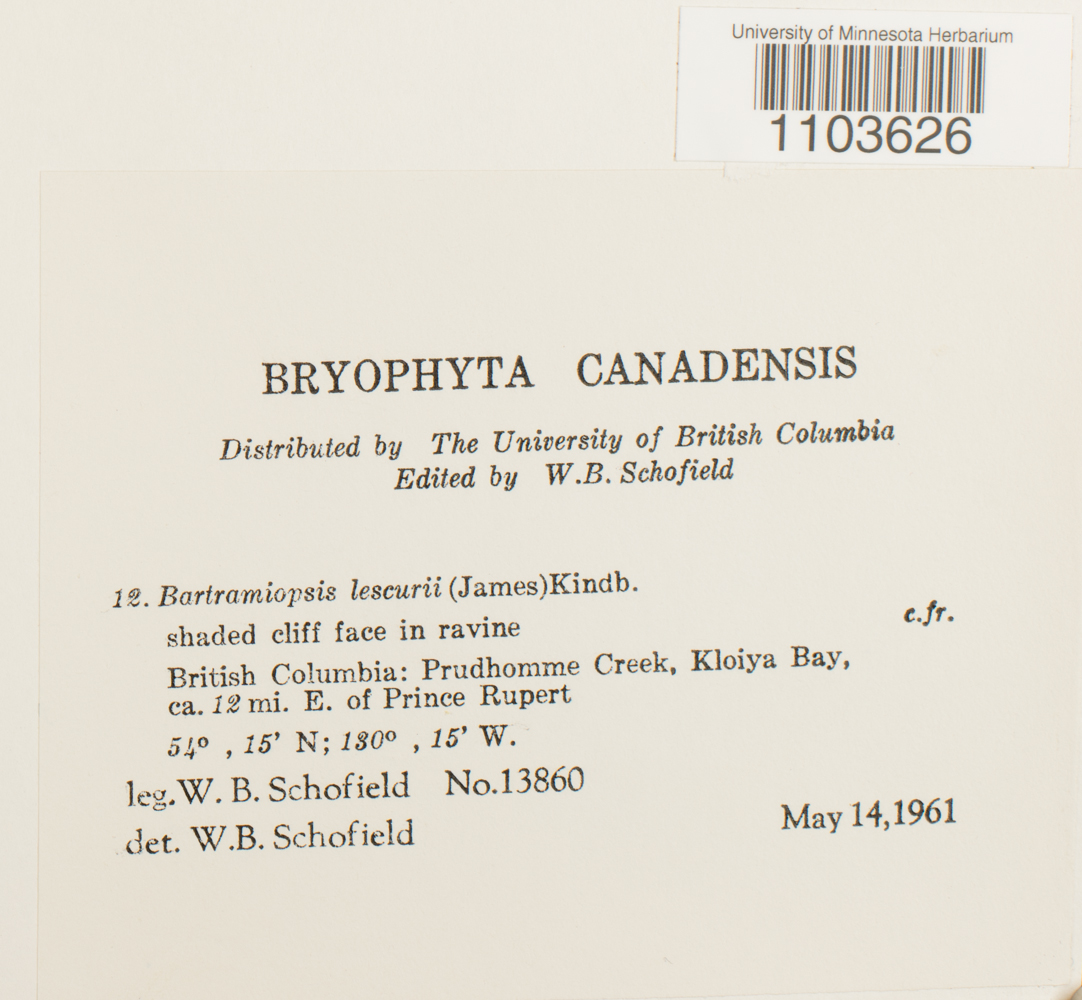 University of Minnesota Herbarium
1103626
BRYOPHYTA CANADENSIS
Distributed by The University of British Columbia
Edited by W.B. Schofield
12. Bartramiopsis lescurii (James)Kindb.
c.fr.
shaded cliff face in ravine
British Columbia: Prudhomme Creek, Kloiya Bay,
ca. 12 mi. E. of Prince Rupert
54° , 15' N; 130° , 15' W.
leg. W. B. Schofield No.13860
May 14,1961
det. W.B. Schofield